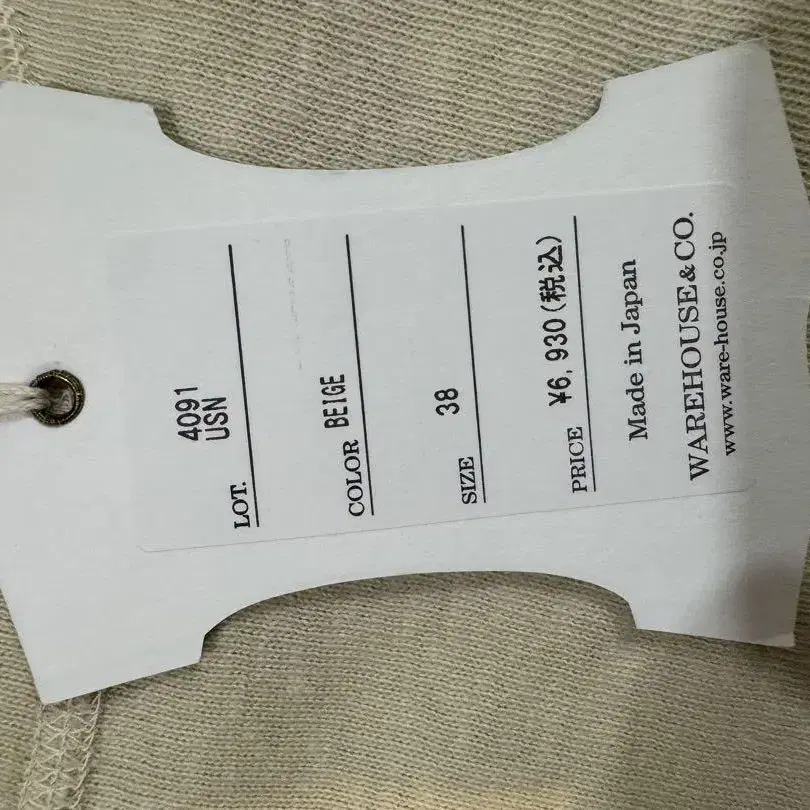 4091
LOT. USN
COLOR BEIGE
SIZE 38
PRICE ¥6,930(税込)
Made in Japan
WAREHOUSE & CO.
www.ware-house.co.jp